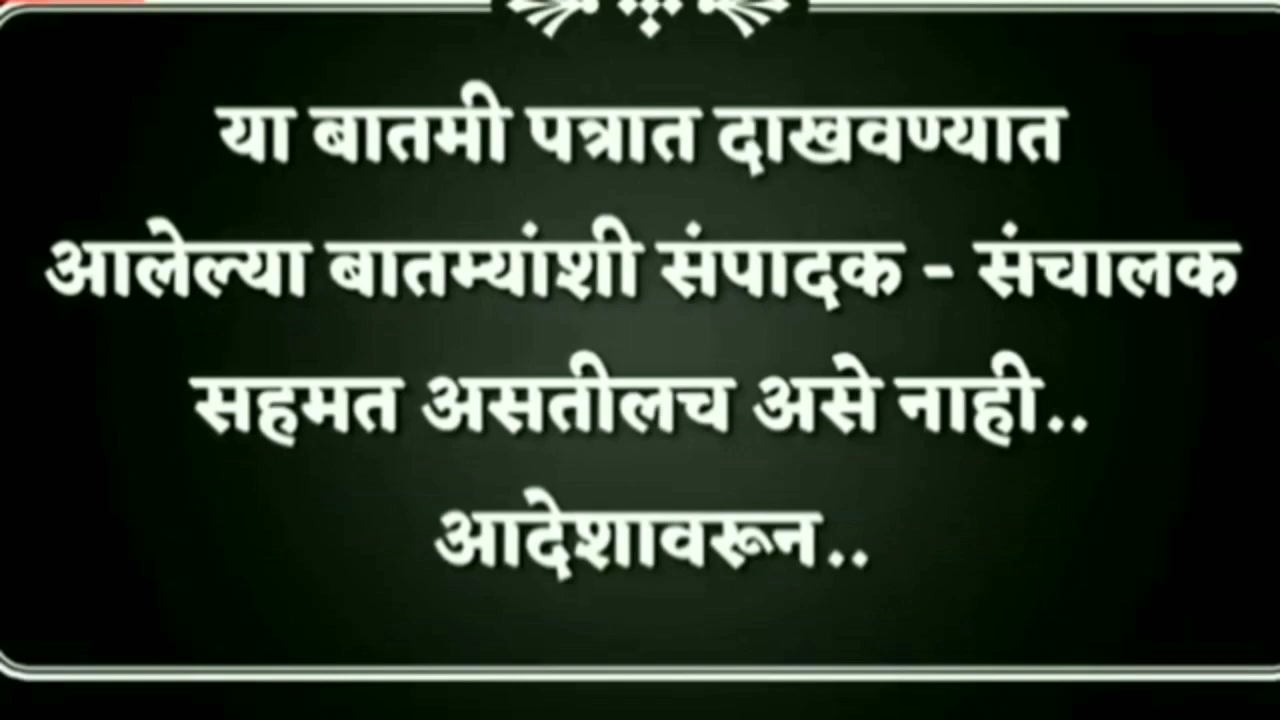 या बातमी पत्रात दाखवण्यात
आलेल्या बातम्यांशी संपादक - संचालक
सहमत असतीलच असे नाही..
आदेशावरून..